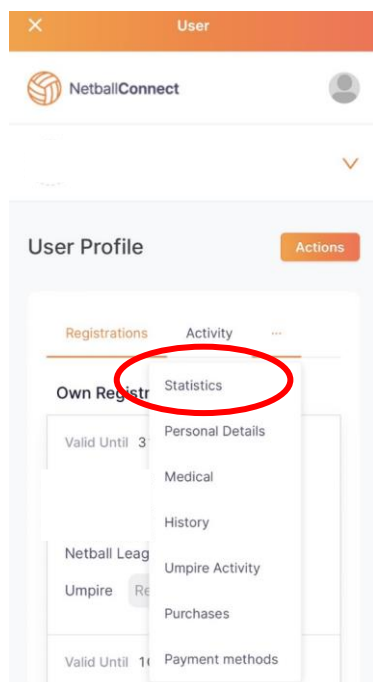 User
NetballConnect
User Profile
Actions
Registrations Activity ...
Statistics
Own Registr
Personal Details
Valid Until 3
Medical
History
Netball Leag
Umpire Activity
Umpire Re
Purchases
Valid Until 1
Payment methods